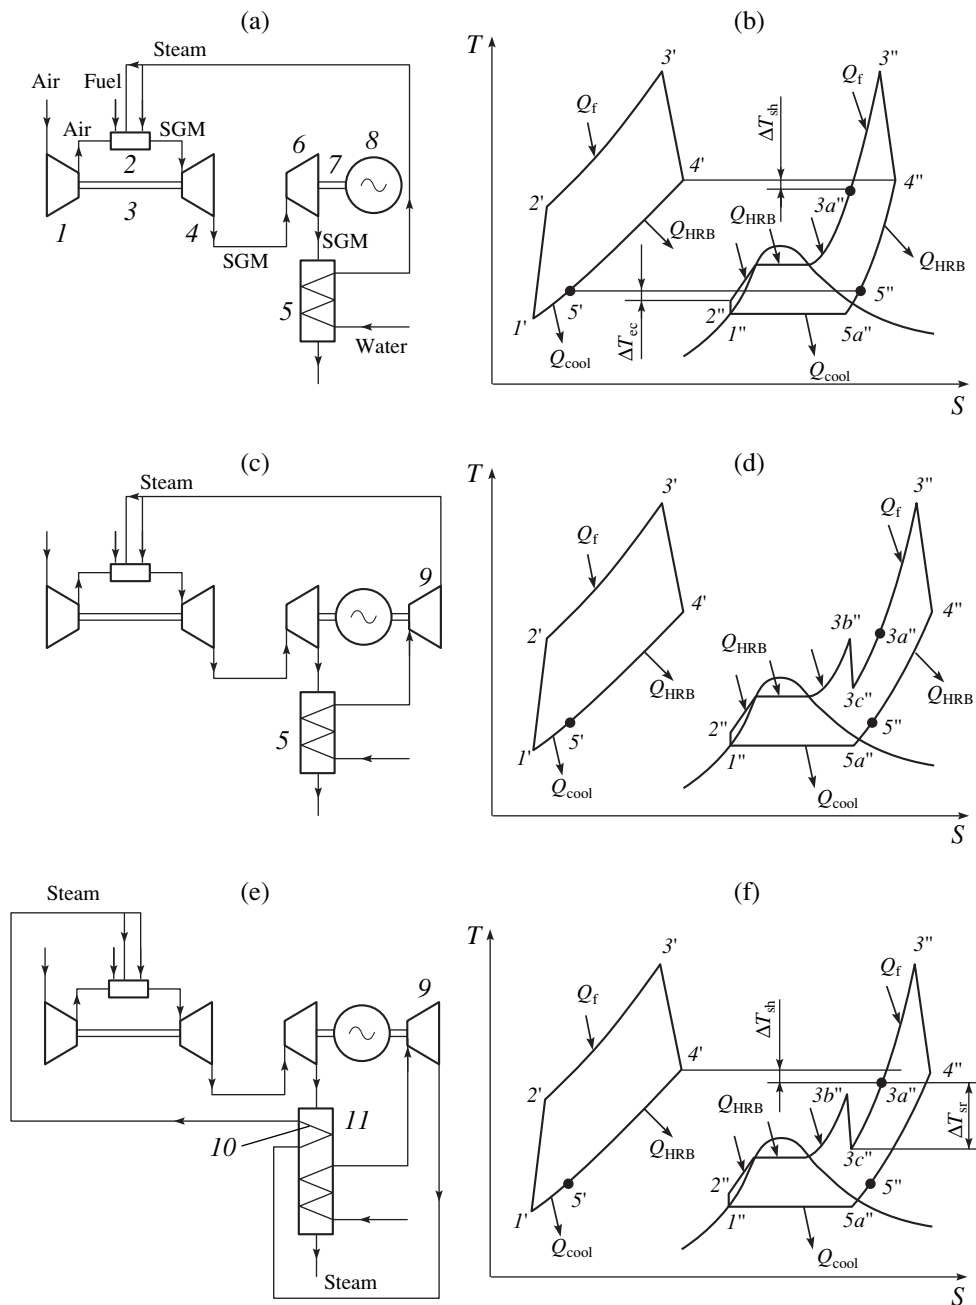 (a)
Steam
Air
Fuel
Air
SGM
1
2
3
4
6
7
8
SGM
SGM
5
Water
(b)
T
3'
3''
Q_f
Q_f
ΔT_sh
4'
4''
2'
3a''
Q_HRB
Q_HRB
Q_HRB
5'
5''
1'
2''
1''
5a''
ΔT_ec
Q_cool
Q_cool
S
(c)
Steam
9
5
(d)
T
3'
3''
Q_f
Q_f
4'
2'
3b''
3a''
Q_HRB
Q_HRB
Q_HRB
3c''
2''
5'
5''
1'
1''
5a''
Q_cool
Q_cool
S
(e)
Steam
9
11
10
Steam
(f)
T
3'
3''
Q_f
Q_f
ΔT_sh
4'
4''
2'
3b''
3a''
Q_HRB
Q_HRB
3c''
ΔT_sr
2''
5'
5''
1'
1''
5a''
Q_cool
Q_cool
S